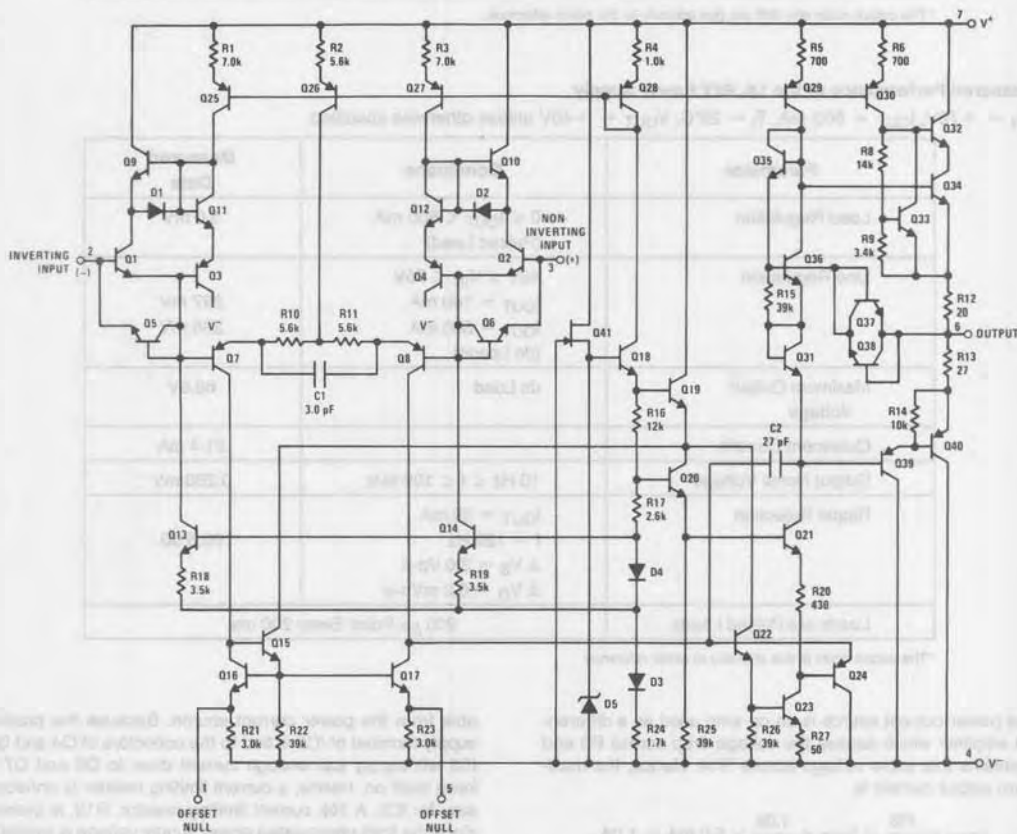 7
V+
R1
7.0k
R2
5.6k
R3
7.0k
R4
1.0k
R5
700
R6
700
Q25
Q26
Q27
Q28
Q29
Q30
Q32
Q9
Q10
Q35
R8
14k
Q34
D1
Q11
Q12
D2
Q33
NON
INVERTING
INPUT
INVERTING
INPUT
2
(−)
Q1
Q3
Q4
Q2
(+)
3
R9
3.4k
Q36
R15
39k
R12
20
Q5
Q6
Q41
Q37
Q38
6
OUTPUT
R10
5.6k
R11
5.6k
Q7
Q8
C1
3.0 pF
Q18
Q31
R13
27
Q19
R16
12k
C2
27 pF
R14
10k
Q40
Q39
Q20
Q13
Q14
R17
2.6k
Q21
D4
R18
3.5k
R19
3.5k
R20
430
Q15
Q22
Q16
Q17
D3
Q24
D5
Q23
R21
3.0k
R22
39k
R23
3.0k
R24
1k
R25
39k
R26
39k
R27
50
4
V−
1
OFFSET
NULL
5
OFFSET
NULL